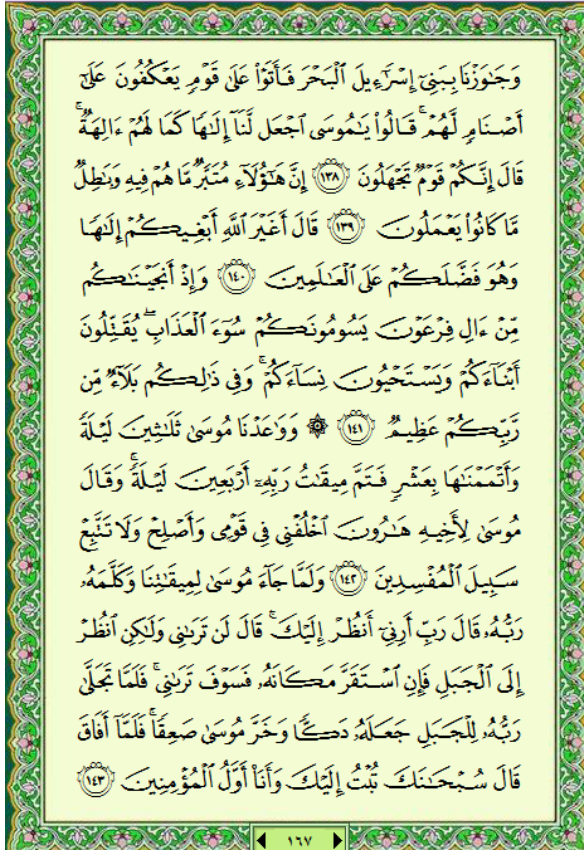 وَجَٰوَزْنَا بِبَنِىٓ إِسْرَٰٓءِيلَ ٱلْبَحْرَ فَأَتَوْا۟ عَلَىٰ قَوْمٍ يَعْكُفُونَ عَلَىٰٓ
أَصْنَامٍ لَّهُمْ ۚ قَالُوا۟ يَٰمُوسَى ٱجْعَل لَّنَآ إِلَٰهًا كَمَا لَهُمْ ءَالِهَةٌ ۚ
قَالَ إِنَّكُمْ قَوْمٌ تَجْهَلُونَ ١٣٨ إِنَّ هَٰٓؤُلَآءِ مُتَبَّرٌ مَّا هُمْ فِيهِ وَبَٰطِلٌ
مَّا كَانُوا۟ يَعْمَلُونَ ١٣٩ قَالَ أَغَيْرَ ٱللَّهِ أَبْغِيكُمْ إِلَٰهًا
وَهُوَ فَضَّلَكُمْ عَلَى ٱلْعَٰلَمِينَ ١٤٠ وَإِذْ أَنجَيْنَٰكُم
مِّنْ ءَالِ فِرْعَوْنَ يَسُومُونَكُمْ سُوٓءَ ٱلْعَذَابِ ۖ يُقَتِّلُونَ
أَبْنَآءَكُمْ وَيَسْتَحْيُونَ نِسَآءَكُمْ ۚ وَفِى ذَٰلِكُم بَلَآءٌ مِّن
رَّبِّكُمْ عَظِيمٌ ١٤١ ۞ وَوَٰعَدْنَا مُوسَىٰ ثَلَٰثِينَ لَيْلَةً
وَأَتْمَمْنَٰهَا بِعَشْرٍ فَتَمَّ مِيقَٰتُ رَبِّهِۦٓ أَرْبَعِينَ لَيْلَةً ۚ وَقَالَ
مُوسَىٰ لِأَخِيهِ هَٰرُونَ ٱخْلُفْنِى فِى قَوْمِى وَأَصْلِحْ وَلَا تَتَّبِعْ
سَبِيلَ ٱلْمُفْسِدِينَ ١٤٢ وَلَمَّا جَآءَ مُوسَىٰ لِمِيقَٰتِنَا وَكَلَّمَهُۥ
رَبُّهُۥ قَالَ رَبِّ أَرِنِىٓ أَنظُرْ إِلَيْكَ ۚ قَالَ لَن تَرَىٰنِى وَلَٰكِنِ ٱنظُرْ
إِلَى ٱلْجَبَلِ فَإِنِ ٱسْتَقَرَّ مَكَانَهُۥ فَسَوْفَ تَرَىٰنِى ۚ فَلَمَّا تَجَلَّىٰ
رَبُّهُۥ لِلْجَبَلِ جَعَلَهُۥ دَكًّا وَخَرَّ مُوسَىٰ صَعِقًا ۚ فَلَمَّآ أَفَاقَ
قَالَ سُبْحَٰنَكَ تُبْتُ إِلَيْكَ وَأَنَا۠ أَوَّلُ ٱلْمُؤْمِنِينَ ١٤٣
١٦٧